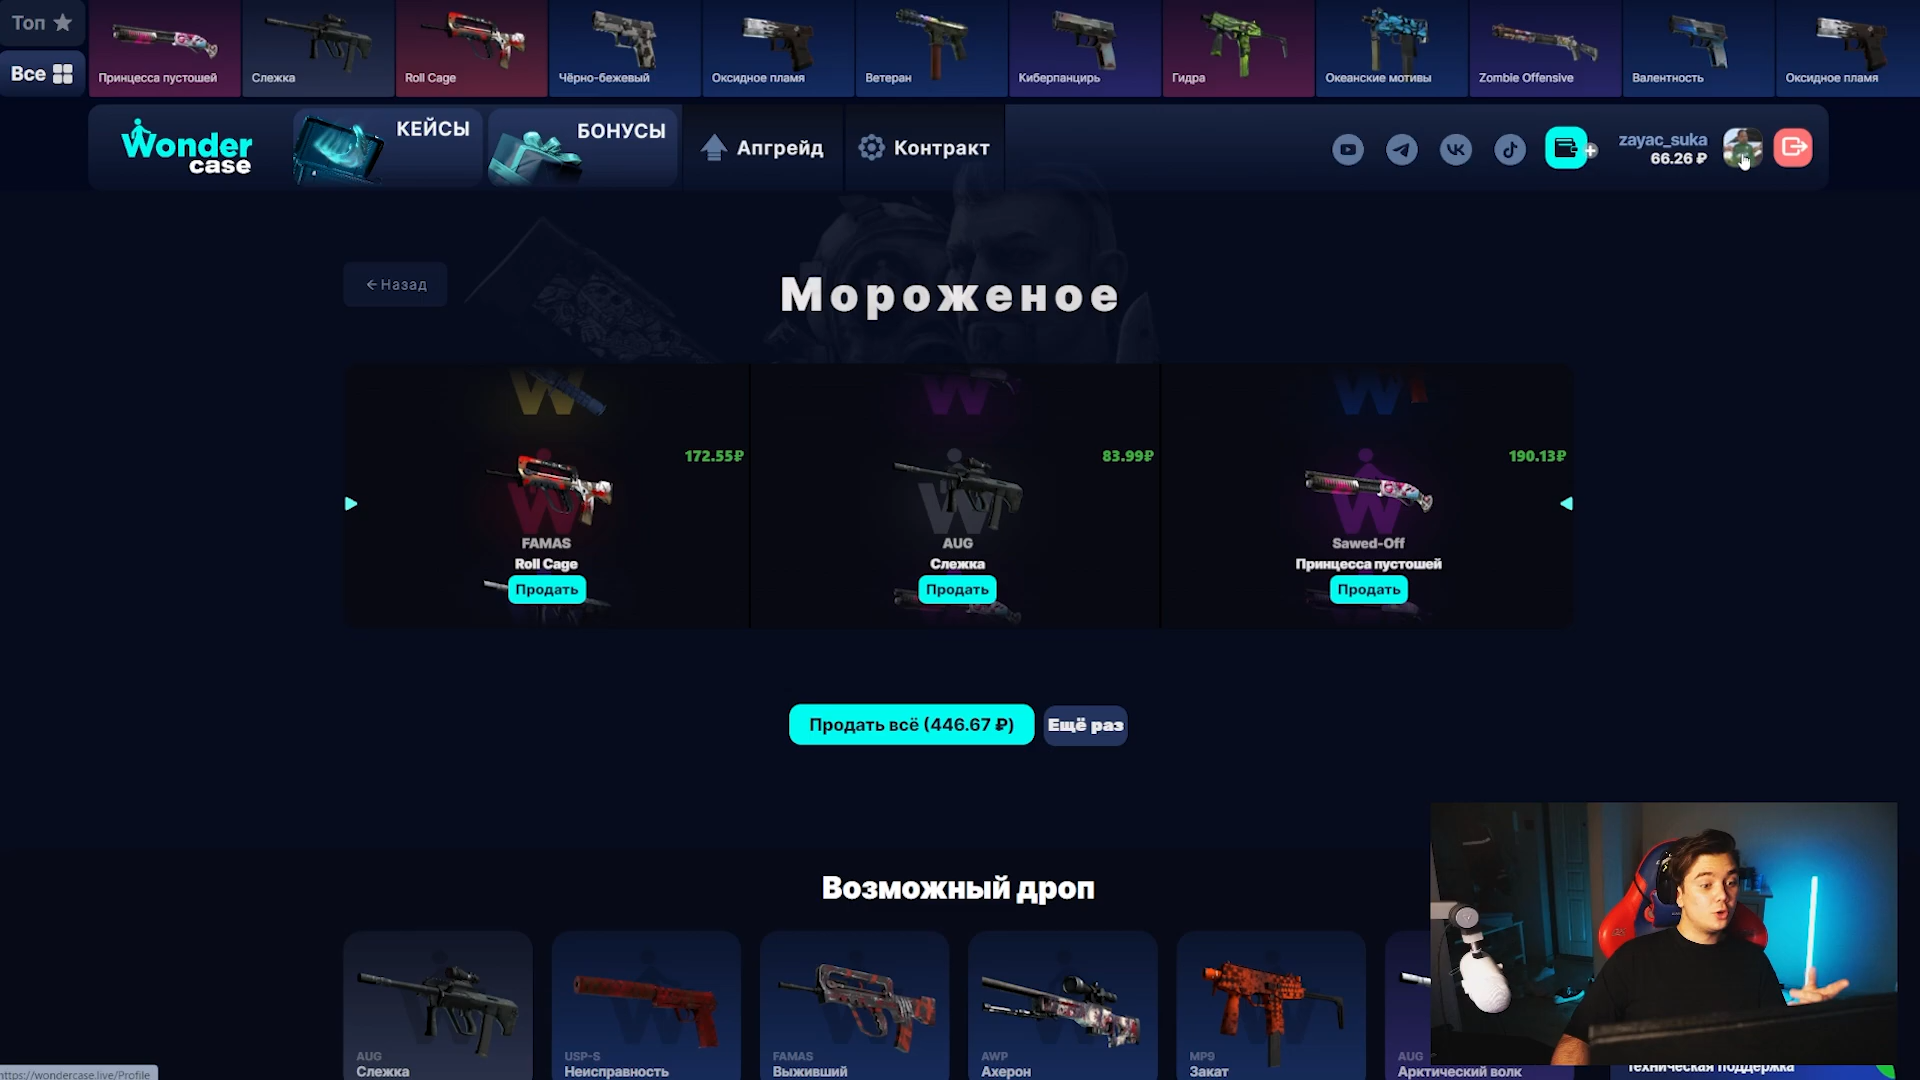 Топ
Принцесса пустошей
Слежка
Roll Cage
Чёрно-бежевый
Оксидное пламя
Ветеран
Киберпанцирь
Гидра
Океанские мотивы
Zombie Offensive
Валентность
Оксидное пламя
Все
Wonder case
КЕЙСЫ
БОНУСЫ
Апгрейд
Контракт
zayac_suka
66.26 ₽
← Назад
Мороженое
172.55₽
83.99₽
190.13₽
FAMAS
AUG
Sawed-Off
Roll Cage
Слежка
Принцесса пустошей
Продать
Продать
Продать
Продать всё (446.67 ₽)
Ещё раз
Возможный дроп
AUG
Слежка
USP-S
Неисправность
FAMAS
Выживший
AWP
Ахерон
MP9
Закат
AUG
Арктический волк
Техническая поддержка
https://wondercase.live/Profile